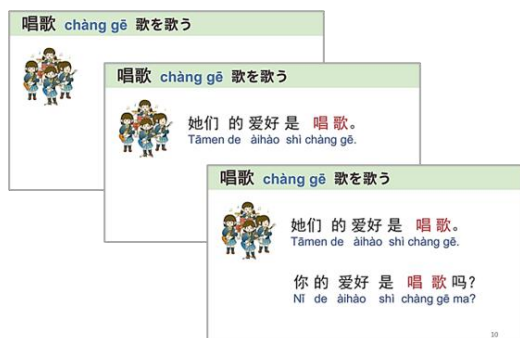 唱歌 chàng gē 歌を歌う
唱歌 chàng gē 歌を歌う
她们 的 爱好 是 唱 歌。
Tāmen de àihào shì chàng gē.
唱歌 chàng gē 歌を歌う
她们 的 爱好 是 唱 歌。
Tāmen de àihào shì chàng gē.
你 的 爱好 是 唱 歌 吗？
Nǐ de àihào shì chàng gē ma?
10